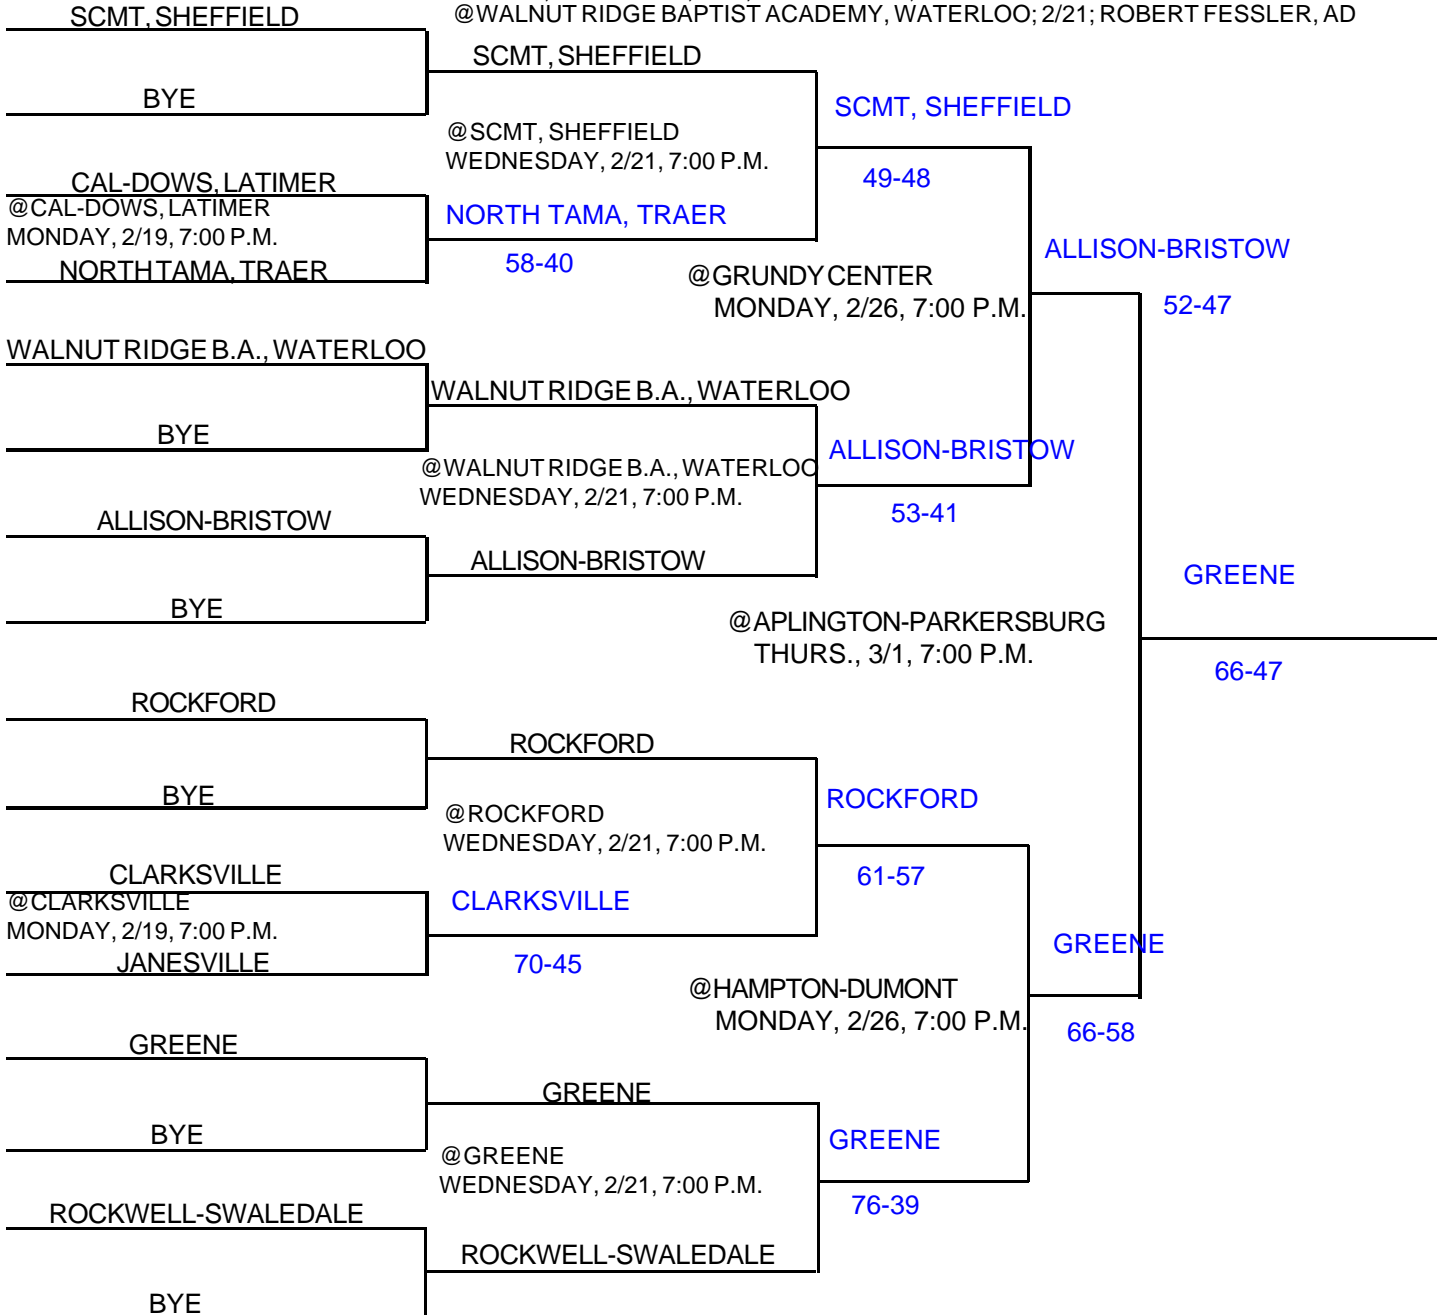 @WALNUT RIDGE BAPTIST ACADEMY, WATERLOO; 2/21; ROBERT FESSLER, AD
SCMT, SHEFFIELD
SCMT, SHEFFIELD
BYE
SCMT, SHEFFIELD
@SCMT, SHEFFIELD
WEDNESDAY, 2/21, 7:00 P.M.
49-48
CAL-DOWS, LATIMER
@CAL-DOWS, LATIMER
MONDAY, 2/19, 7:00 P.M.
NORTH TAMA, TRAER
NORTH TAMA, TRAER
58-40
ALLISON-BRISTOW
52-47
@GRUNDY CENTER
MONDAY, 2/26, 7:00 P.M.
WALNUT RIDGE B.A., WATERLOO
WALNUT RIDGE B.A., WATERLOO
BYE
ALLISON-BRISTOW
@WALNUT RIDGE B.A., WATERLOO
WEDNESDAY, 2/21, 7:00 P.M.
53-41
ALLISON-BRISTOW
ALLISON-BRISTOW
BYE
GREENE
@APLINGTON-PARKERSBURG
THURS., 3/1, 7:00 P.M.
66-47
ROCKFORD
ROCKFORD
BYE
ROCKFORD
@ROCKFORD
WEDNESDAY, 2/21, 7:00 P.M.
61-57
CLARKSVILLE
@CLARKSVILLE
MONDAY, 2/19, 7:00 P.M.
JANESVILLE
CLARKSVILLE
70-45
GREENE
@HAMPTON-DUMONT
MONDAY, 2/26, 7:00 P.M.
66-58
GREENE
GREENE
BYE
GREENE
@GREENE
WEDNESDAY, 2/21, 7:00 P.M.
76-39
ROCKWELL-SWALEDALE
ROCKWELL-SWALEDALE
BYE